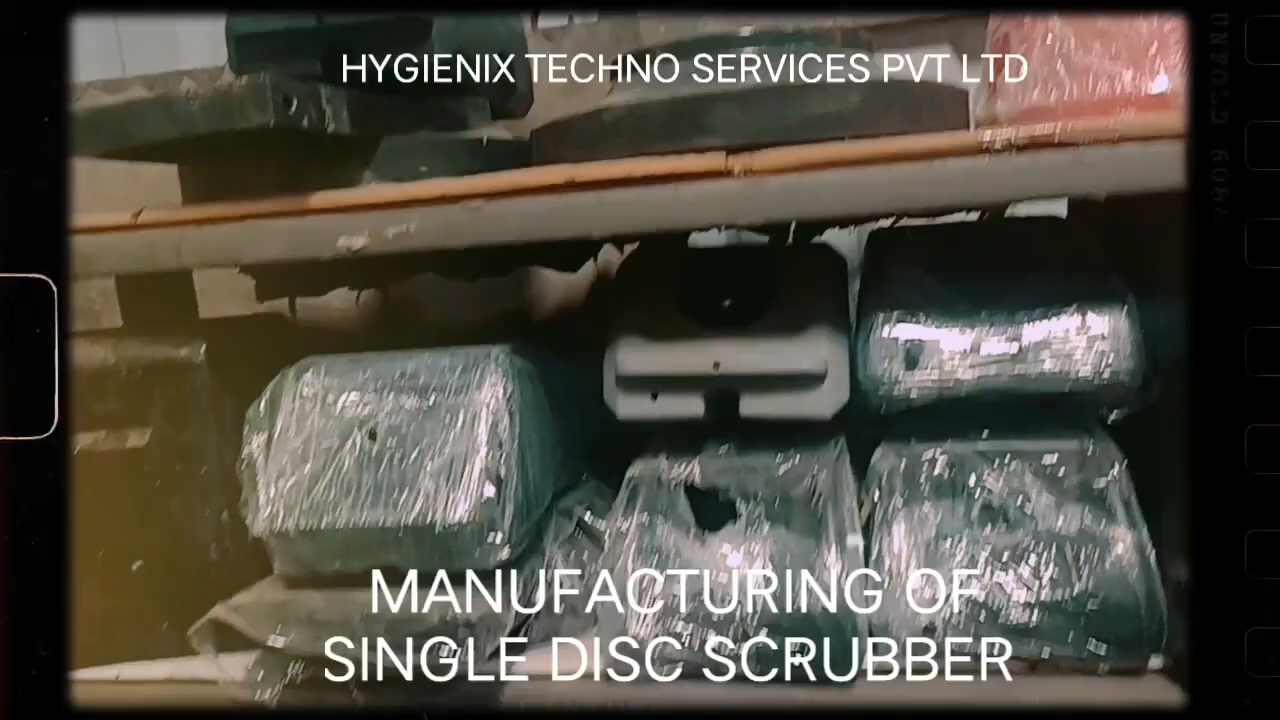 HYGIENIX TECHNO SERVICES PVT LTD
MANUFACTURING OF
SINGLE DISC SCRUBBER